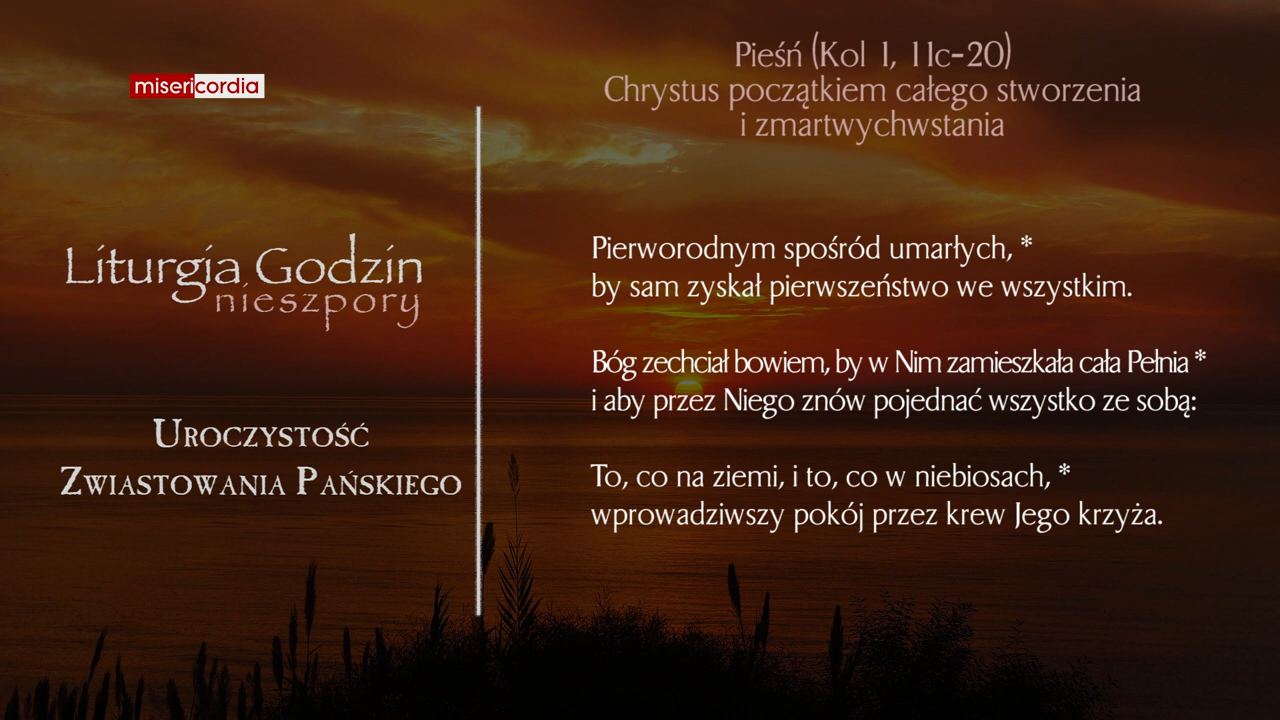 misericordia
Liturgia Godzin
nieszpory
Uroczystość
Zwiastowania Pańskiego
Pieśń (Kol 1, 11c-20)
Chrystus początkiem całego stworzenia
i zmartwychwstania
Pierworodnym spośród umarłych, *
by sam zyskał pierwszeństwo we wszystkim.
Bóg zechciał bowiem, by w Nim zamieszkała cała Pełnia *
i aby przez Niego znów pojednać wszystko ze sobą:
To, co na ziemi, i to, co w niebiosach, *
wprowadziwszy pokój przez krew Jego krzyża.